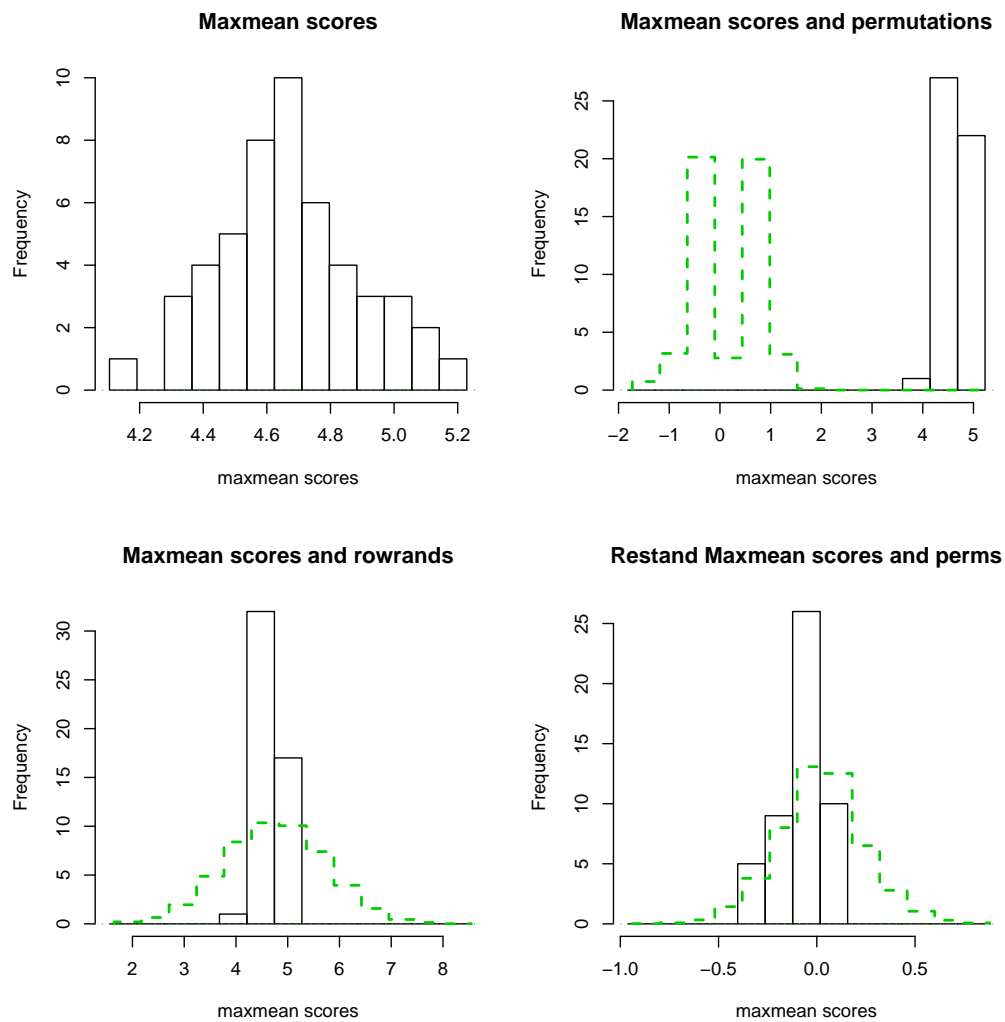 Maxmean scores
Frequency
0 2 4 6 8 10
4.2 4.4 4.6 4.8 5.0 5.2
maxmean scores
Maxmean scores and permutations
Frequency
0 5 10 15 20 25
−2 −1 0 1 2 3 4 5
maxmean scores
Maxmean scores and rowrands
Frequency
0 5 10 15 20 25 30
2 3 4 5 6 7 8
maxmean scores
Restand Maxmean scores and perms
Frequency
0 5 10 15 20 25
−1.0 −0.5 0.0 0.5
maxmean scores